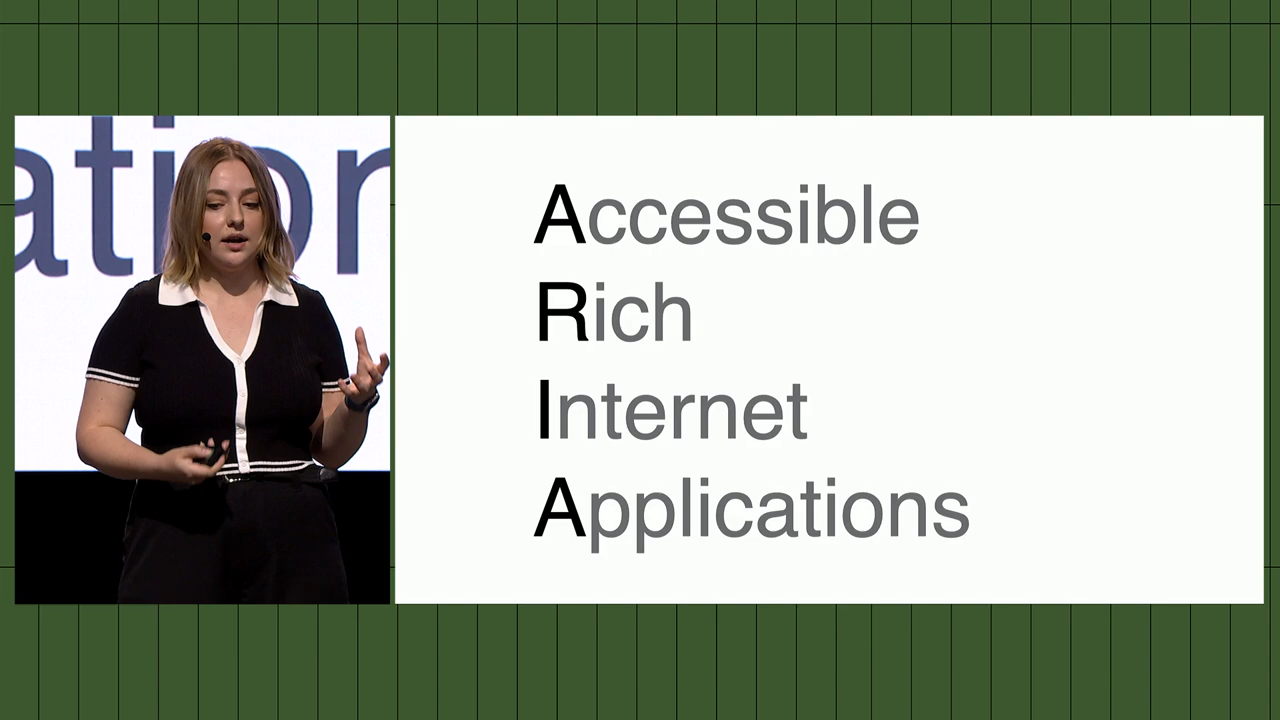 ation
Accessible
Rich
Internet
Applications